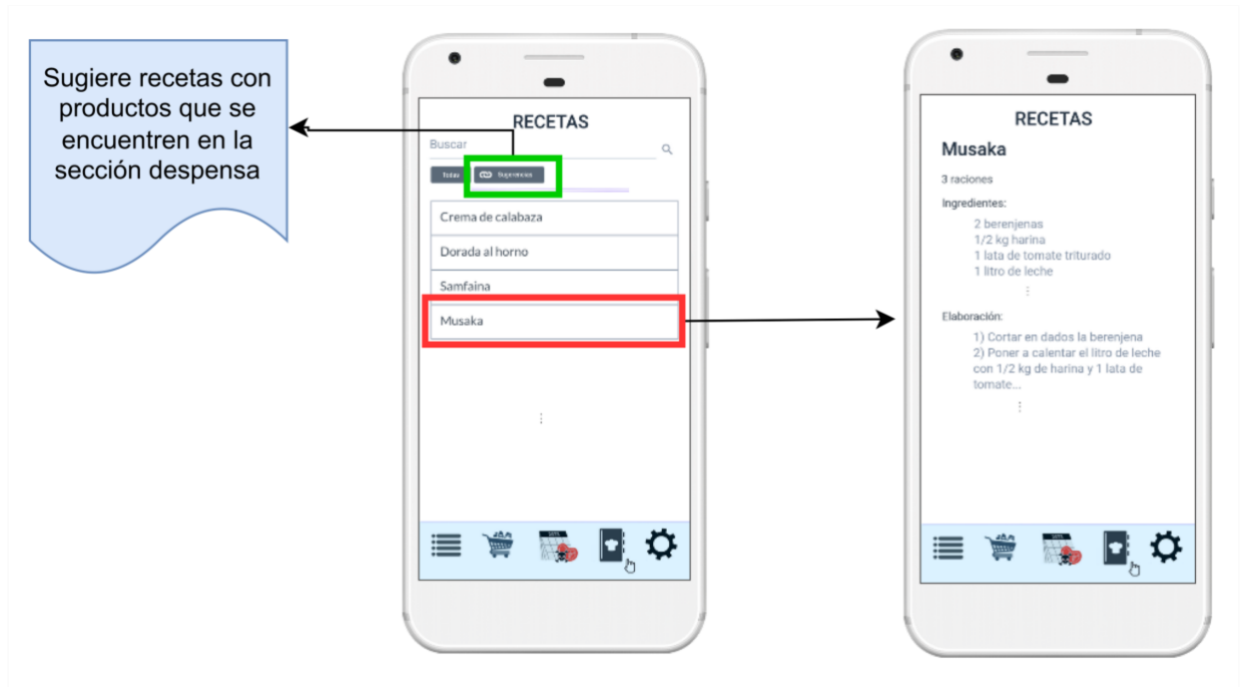 Sugiere recetas con
productos que se
encuentren en la
sección despensa
RECETAS
Buscar
Todas
Sugerencias
Crema de calabaza
Dorada al horno
Samfaina
Musaka
RECETAS
Musaka
3 raciones
Ingredientes:
2 berenjenas
1/2 kg harina
1 lata de tomate triturado
1 litro de leche
Elaboración:
1) Cortar en dados la berenjena
2) Poner a calentar el litro de leche
con 1/2 kg de harina y 1 lata de
tomate...